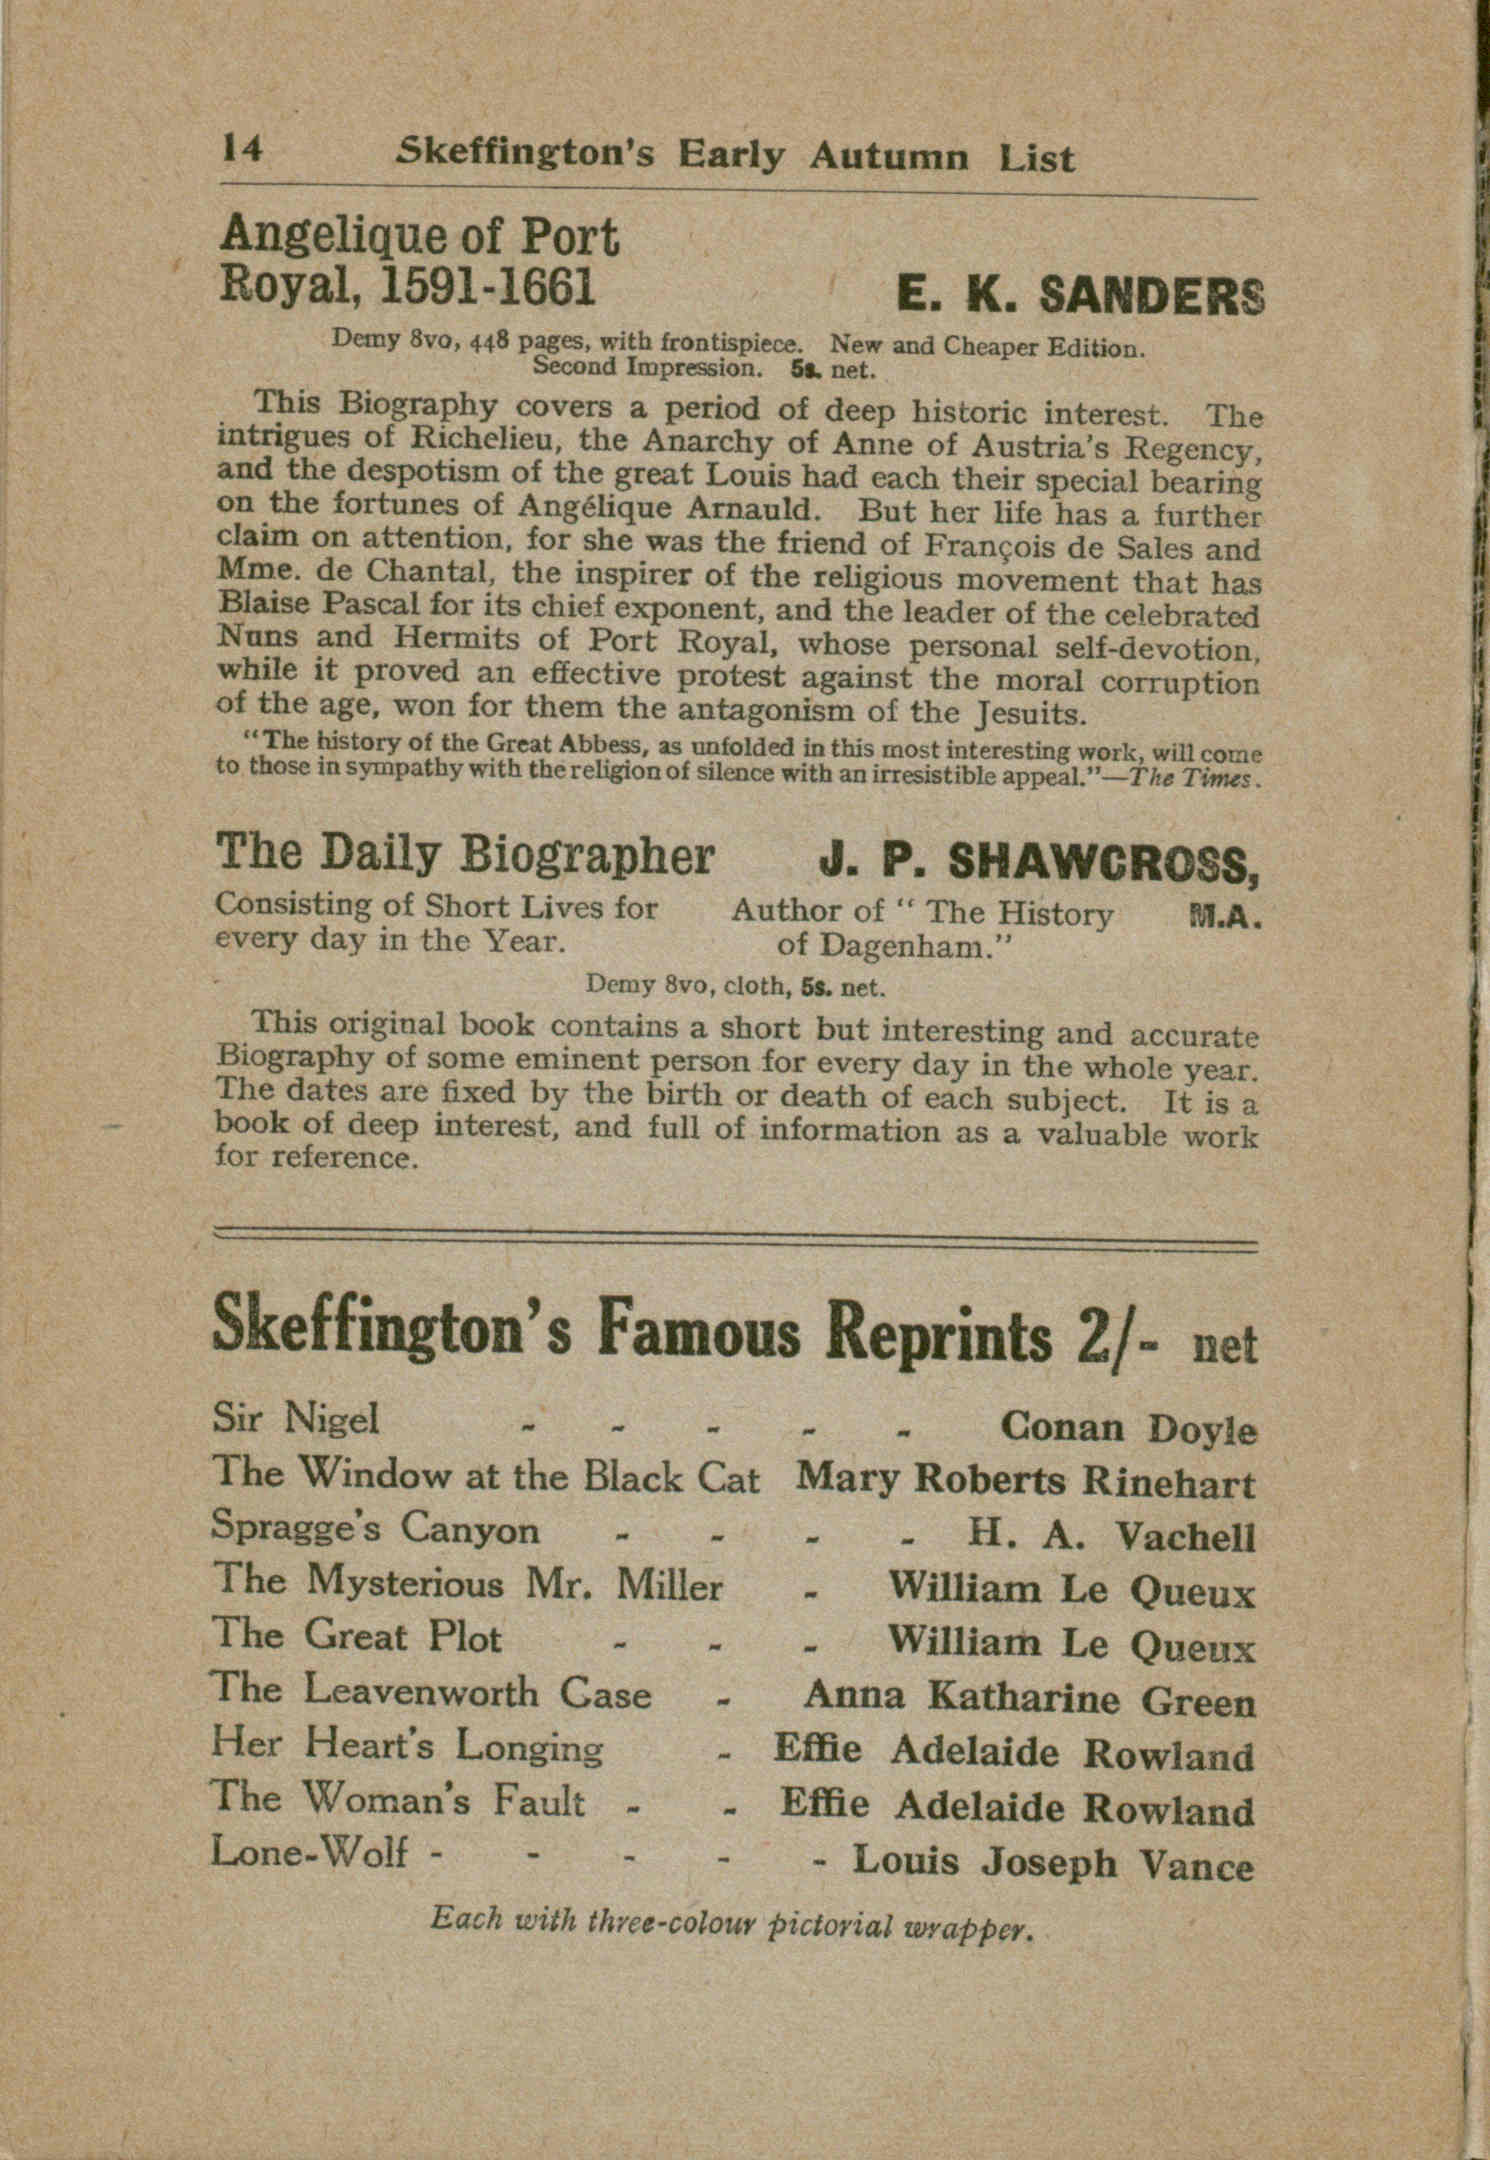 14 Skeffington's Early Autumn List
Angelique of Port
Royal, 1591-1661 E. K. SANDERS
Demy 8vo, 448 pages, with frontispiece. New and Cheaper Edition.
Second Impression. 5s. net.
This Biography covers a period of deep historic interest. The
intrigues of Richelieu, the Anarchy of Anne of Austria's Regency,
and the despotism of the great Louis had each their special bearing
on the fortunes of Angélique Arnauld. But her life has a further
claim on attention, for she was the friend of François de Sales and
Mme. de Chantal, the inspirer of the religious movement that has
Blaise Pascal for its chief exponent, and the leader of the celebrated
Nuns and Hermits of Port Royal, whose personal self-devotion,
while it proved an effective protest against the moral corruption
of the age, won for them the antagonism of the Jesuits.
"The history of the Great Abbess, as unfolded in this most interesting work, will come
to those in sympathy with the religion of silence with an irresistible appeal."—The Times.
The Daily Biographer J. P. SHAWCROSS,
Consisting of Short Lives for Author of " The History M.A.
every day in the Year. of Dagenham."
Demy 8vo, cloth, 5s. net.
This original book contains a short but interesting and accurate
Biography of some eminent person for every day in the whole year.
The dates are fixed by the birth or death of each subject. It is a
book of deep interest, and full of information as a valuable work
for reference.
Skeffington's Famous Reprints 2/- net
Sir Nigel - - - - - Conan Doyle
The Window at the Black Cat Mary Roberts Rinehart
Spragge's Canyon - - - - H. A. Vachell
The Mysterious Mr. Miller - William Le Queux
The Great Plot - - - William Le Queux
The Leavenworth Case - Anna Katharine Green
Her Heart's Longing - Effie Adelaide Rowland
The Woman's Fault - - Effie Adelaide Rowland
Lone-Wolf - - - - - Louis Joseph Vance
Each with three-colour pictorial wrapper.